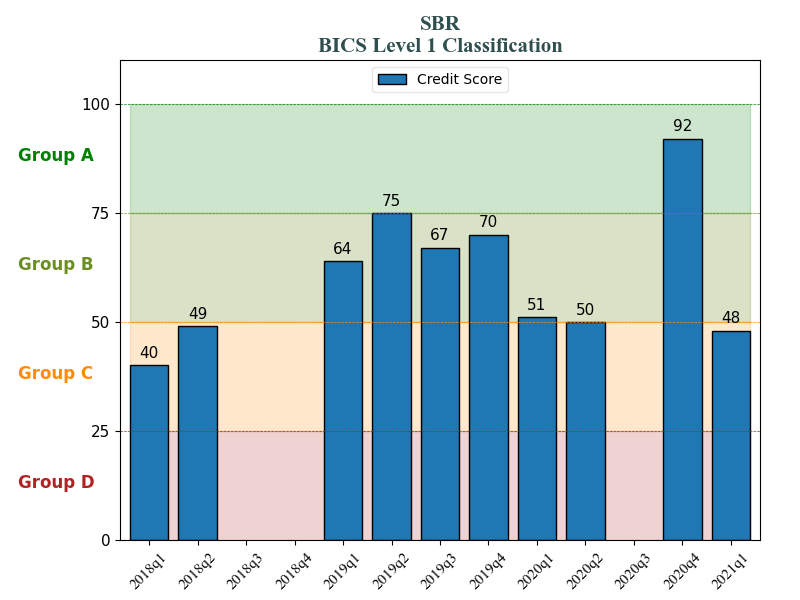 SBR
BICS Level 1 Classification
Credit Score
100
Group A
92
75
75
70
67
64
Group B
51
50
50
49
48
40
Group C
25
Group D
0
2018q1 2018q2 2018q3 2018q4 2019q1 2019q2 2019q3 2019q4 2020q1 2020q2 2020q3 2020q4 2021q1